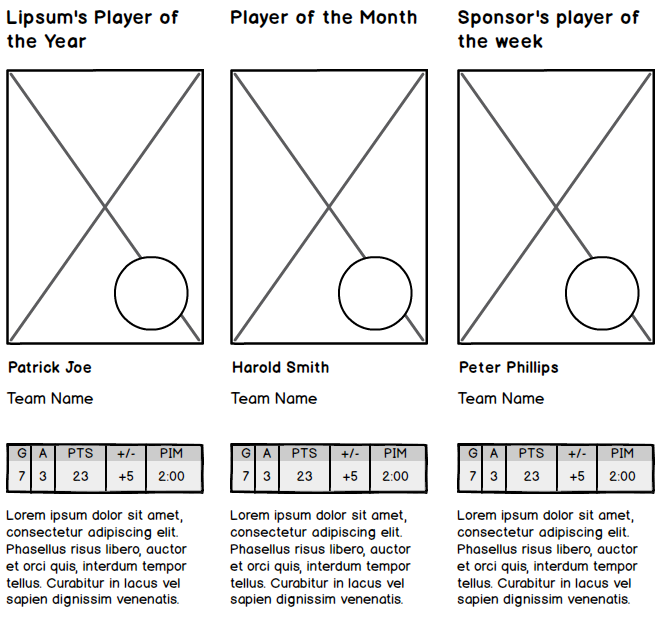 Lipsum's Player of
the Year
Patrick Joe
Team Name
G A PTS +/- PIM
7 3 23 +5 2:00
Lorem ipsum dolor sit amet,
consectetur adipiscing elit.
Phasellus risus libero, auctor
et orci quis, interdum tempor
tellus. Curabitur in lacus vel
sapien dignissim venenatis.
Player of the Month
Harold Smith
Team Name
G A PTS +/- PIM
7 3 23 +5 2:00
Lorem ipsum dolor sit amet,
consectetur adipiscing elit.
Phasellus risus libero, auctor
et orci quis, interdum tempor
tellus. Curabitur in lacus vel
sapien dignissim venenatis.
Sponsor's player of
the week
Peter Phillips
Team Name
G A PTS +/- PIM
7 3 23 +5 2:00
Lorem ipsum dolor sit amet,
consectetur adipiscing elit.
Phasellus risus libero, auctor
et orci quis, interdum tempor
tellus. Curabitur in lacus vel
sapien dignissim venenatis.